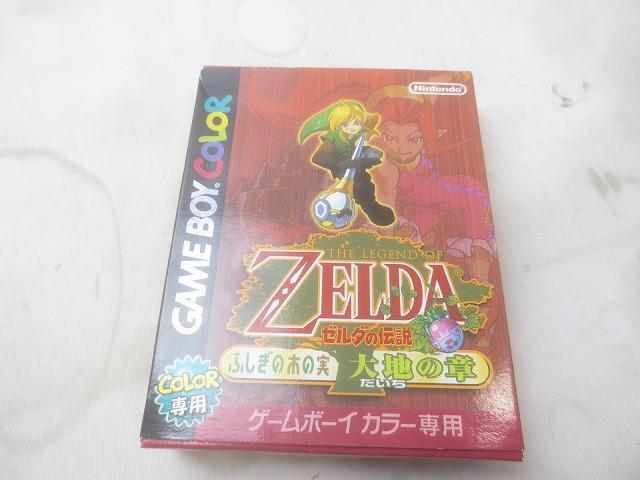 Nintendo
GAME BOY COLOR
THE LEGEND OF
ZELDA®
ゼルダの伝説
ふしぎの木の実 大地の章
だいち
COLOR
専用
ゲームボーイカラー専用